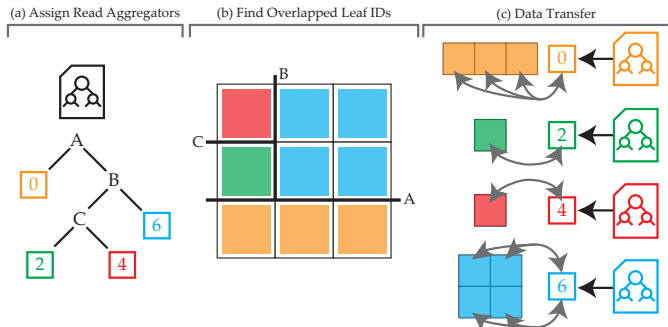 (a) Assign Read Aggregators
(b) Find Overlapped Leaf IDs
(c) Data Transfer
A
0
B
C
6
2
4
B
C
A
0
2
4
6